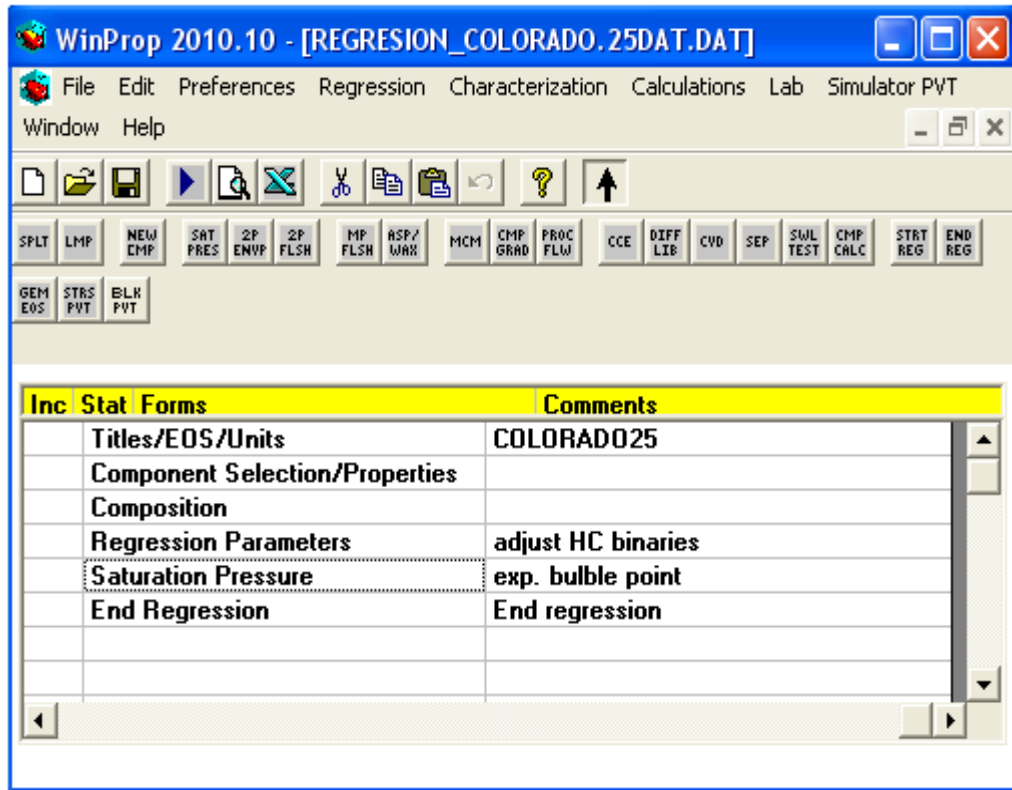 WinProp 2010.10 - [REGRESION_COLORADO.25DAT.DAT]
File Edit Preferences Regression Characterization Calculations Lab Simulator PVT
Window Help
SPLT LMP NEW CMP SAT PRES 2P ENVP 2P FLSH MP FLSH ASP/WAX MCM CMP GRAD PROC FLW CCE DIFF LIB CVD SEP SWL TEST CMP CALC STRT REG END REG
GEM EOS STRS PVT BLK PVT
Inc Stat Forms Comments
Titles/EOS/Units COLORADO25
Component Selection/Properties
Composition
Regression Parameters adjust HC binaries
Saturation Pressure exp. bulble point
End Regression End regression